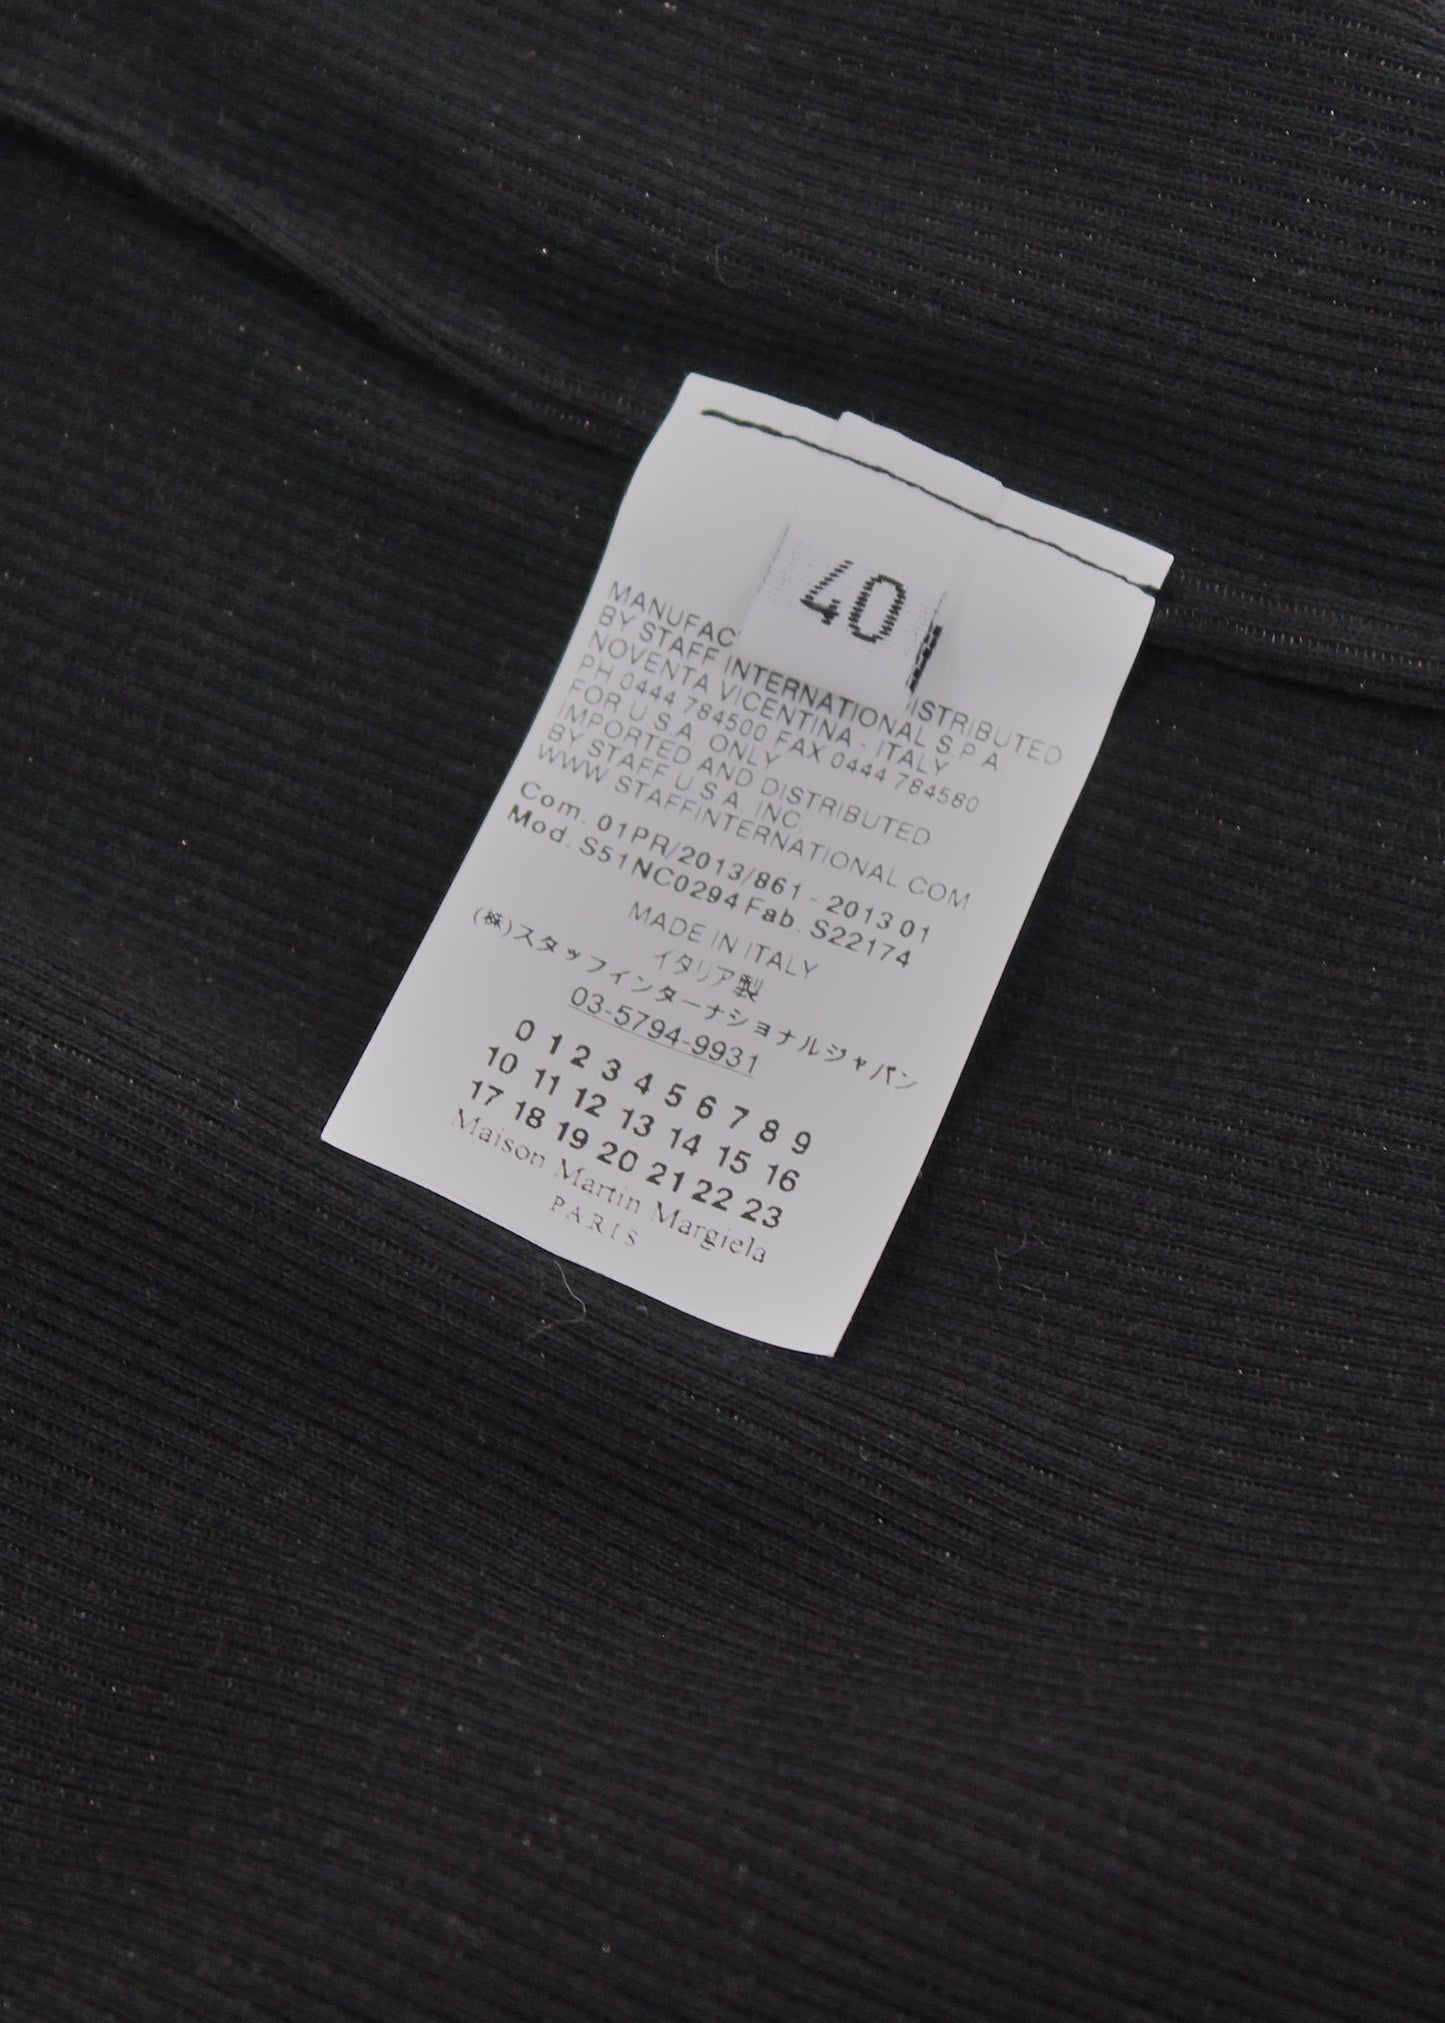 40
MANUFAC ISTRIBUTED
BY STAFF INTERNATIONAL S.P.A.
NOVENTA VICENTINA - ITALY
PH 0444 784500 FAX 0444 784580
FOR U.S.A. ONLY
IMPORTED AND DISTRIBUTED
BY STAFF U.S.A. INC.
WWW.STAFFINTERNATIONAL.COM
Com. 01PR/2013/861 - 2013 01
Mod. S51NC0294 Fab. S22174
MADE IN ITALY
イタリア製
(株)スタッフインターナショナルジャパン
03-5794-9931
0 1 2 3 4 5 6 7 8 9
10 11 12 13 14 15 16
17 18 19 20 21 22 23
Maison Martin Margiela
PARIS